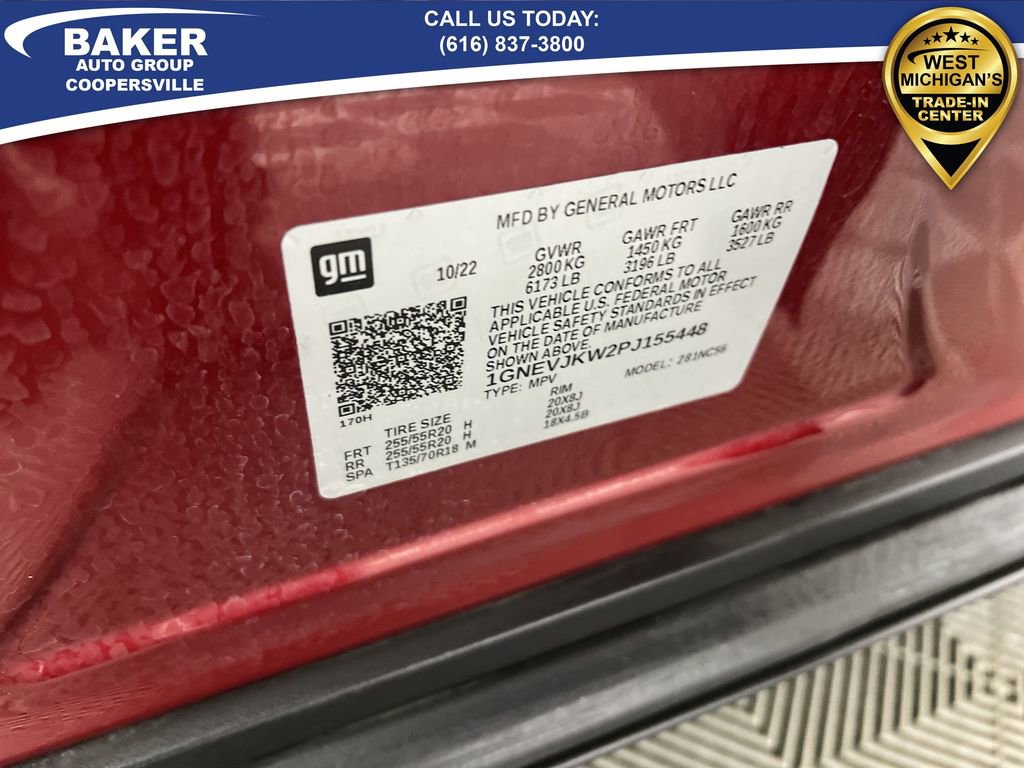 BAKER
AUTO GROUP
COOPERSVILLE
CALL US TODAY:
(616) 837-3800
WEST
MICHIGAN'S
TRADE-IN
CENTER
MFD BY GENERAL MOTORS LLC
gm
10/22
GVWR GAWR FRT GAWR RR
2800 KG 1450 KG 1600 KG
6173 LB 3196 LB 3527 LB
THIS VEHICLE CONFORMS TO ALL
APPLICABLE U.S. FEDERAL MOTOR
VEHICLE SAFETY STANDARDS IN EFFECT
ON THE DATE OF MANUFACTURE
SHOWN ABOVE.
1GNEVJKW2PJ155448
TYPE: MPV MODEL: 281NC56
170H
TIRE SIZE RIM
FRT 255/55R20 H 20X8J
RR 255/55R20 H 20X8J
SPA T135/70R18 M 18X4.5B